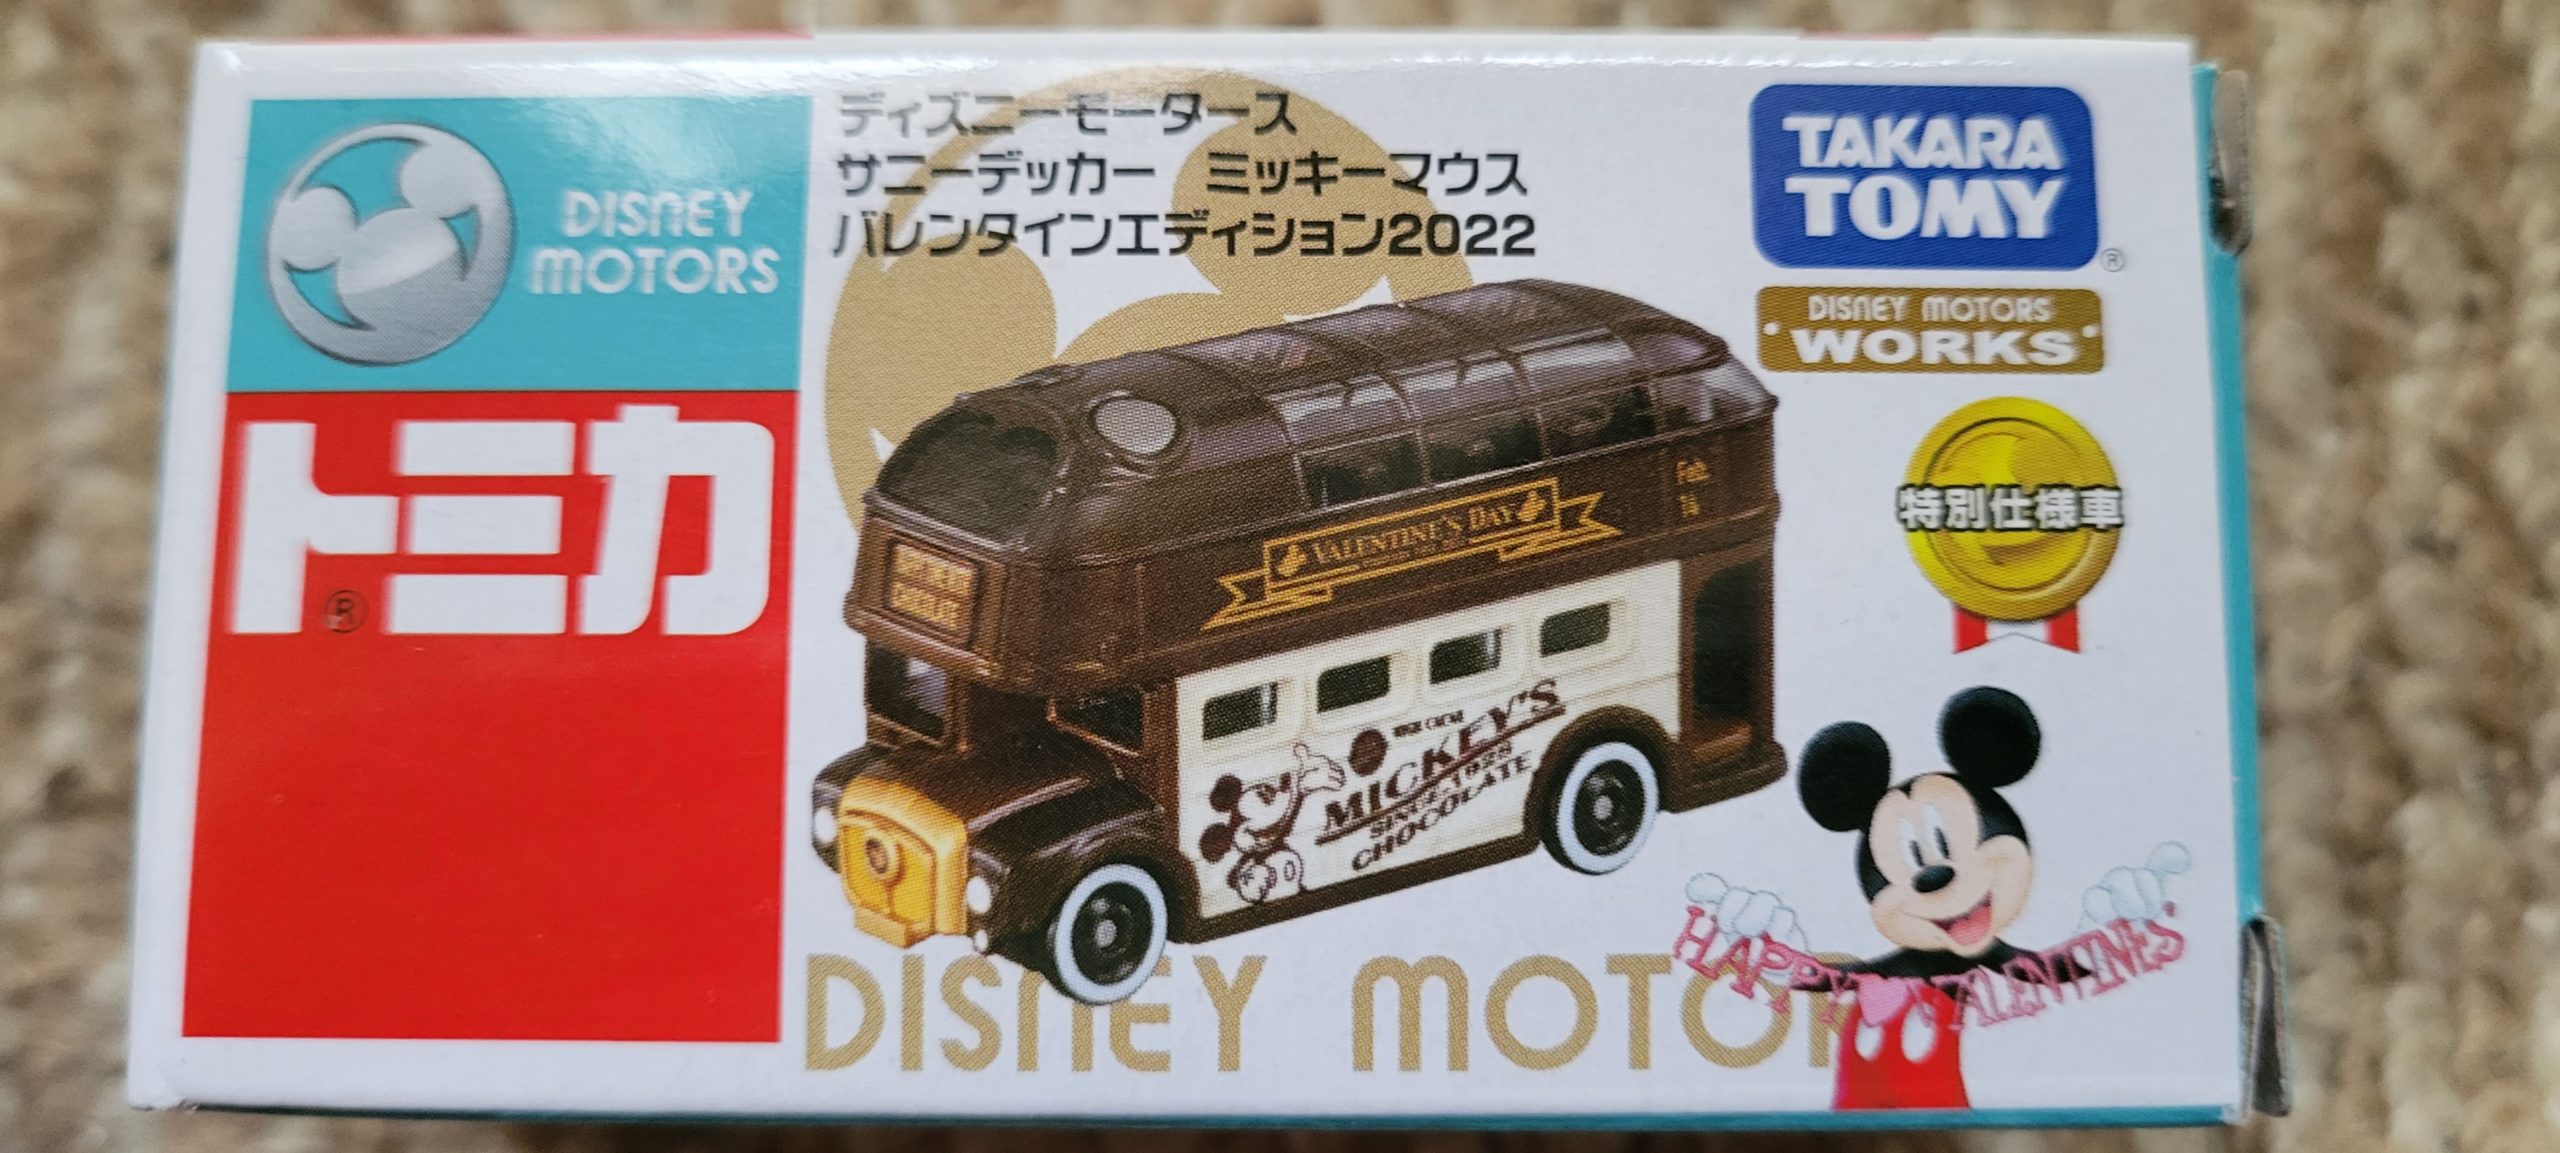 DISNEY
MOTORS
トミカ
®
ディズニーモータース
サニーデッカー ミッキーマウス
バレンタインエディション2022
TAKARA
TOMY
®
DISNEY MOTORS
WORKS
特別仕様車
VALENTINE'S DAY
Feb.
14
CHOCOLATE
MICKEY'S
SINCE 1928
CHOCOLATE
HAPPY VALENTINES
DISNEY MOTOR